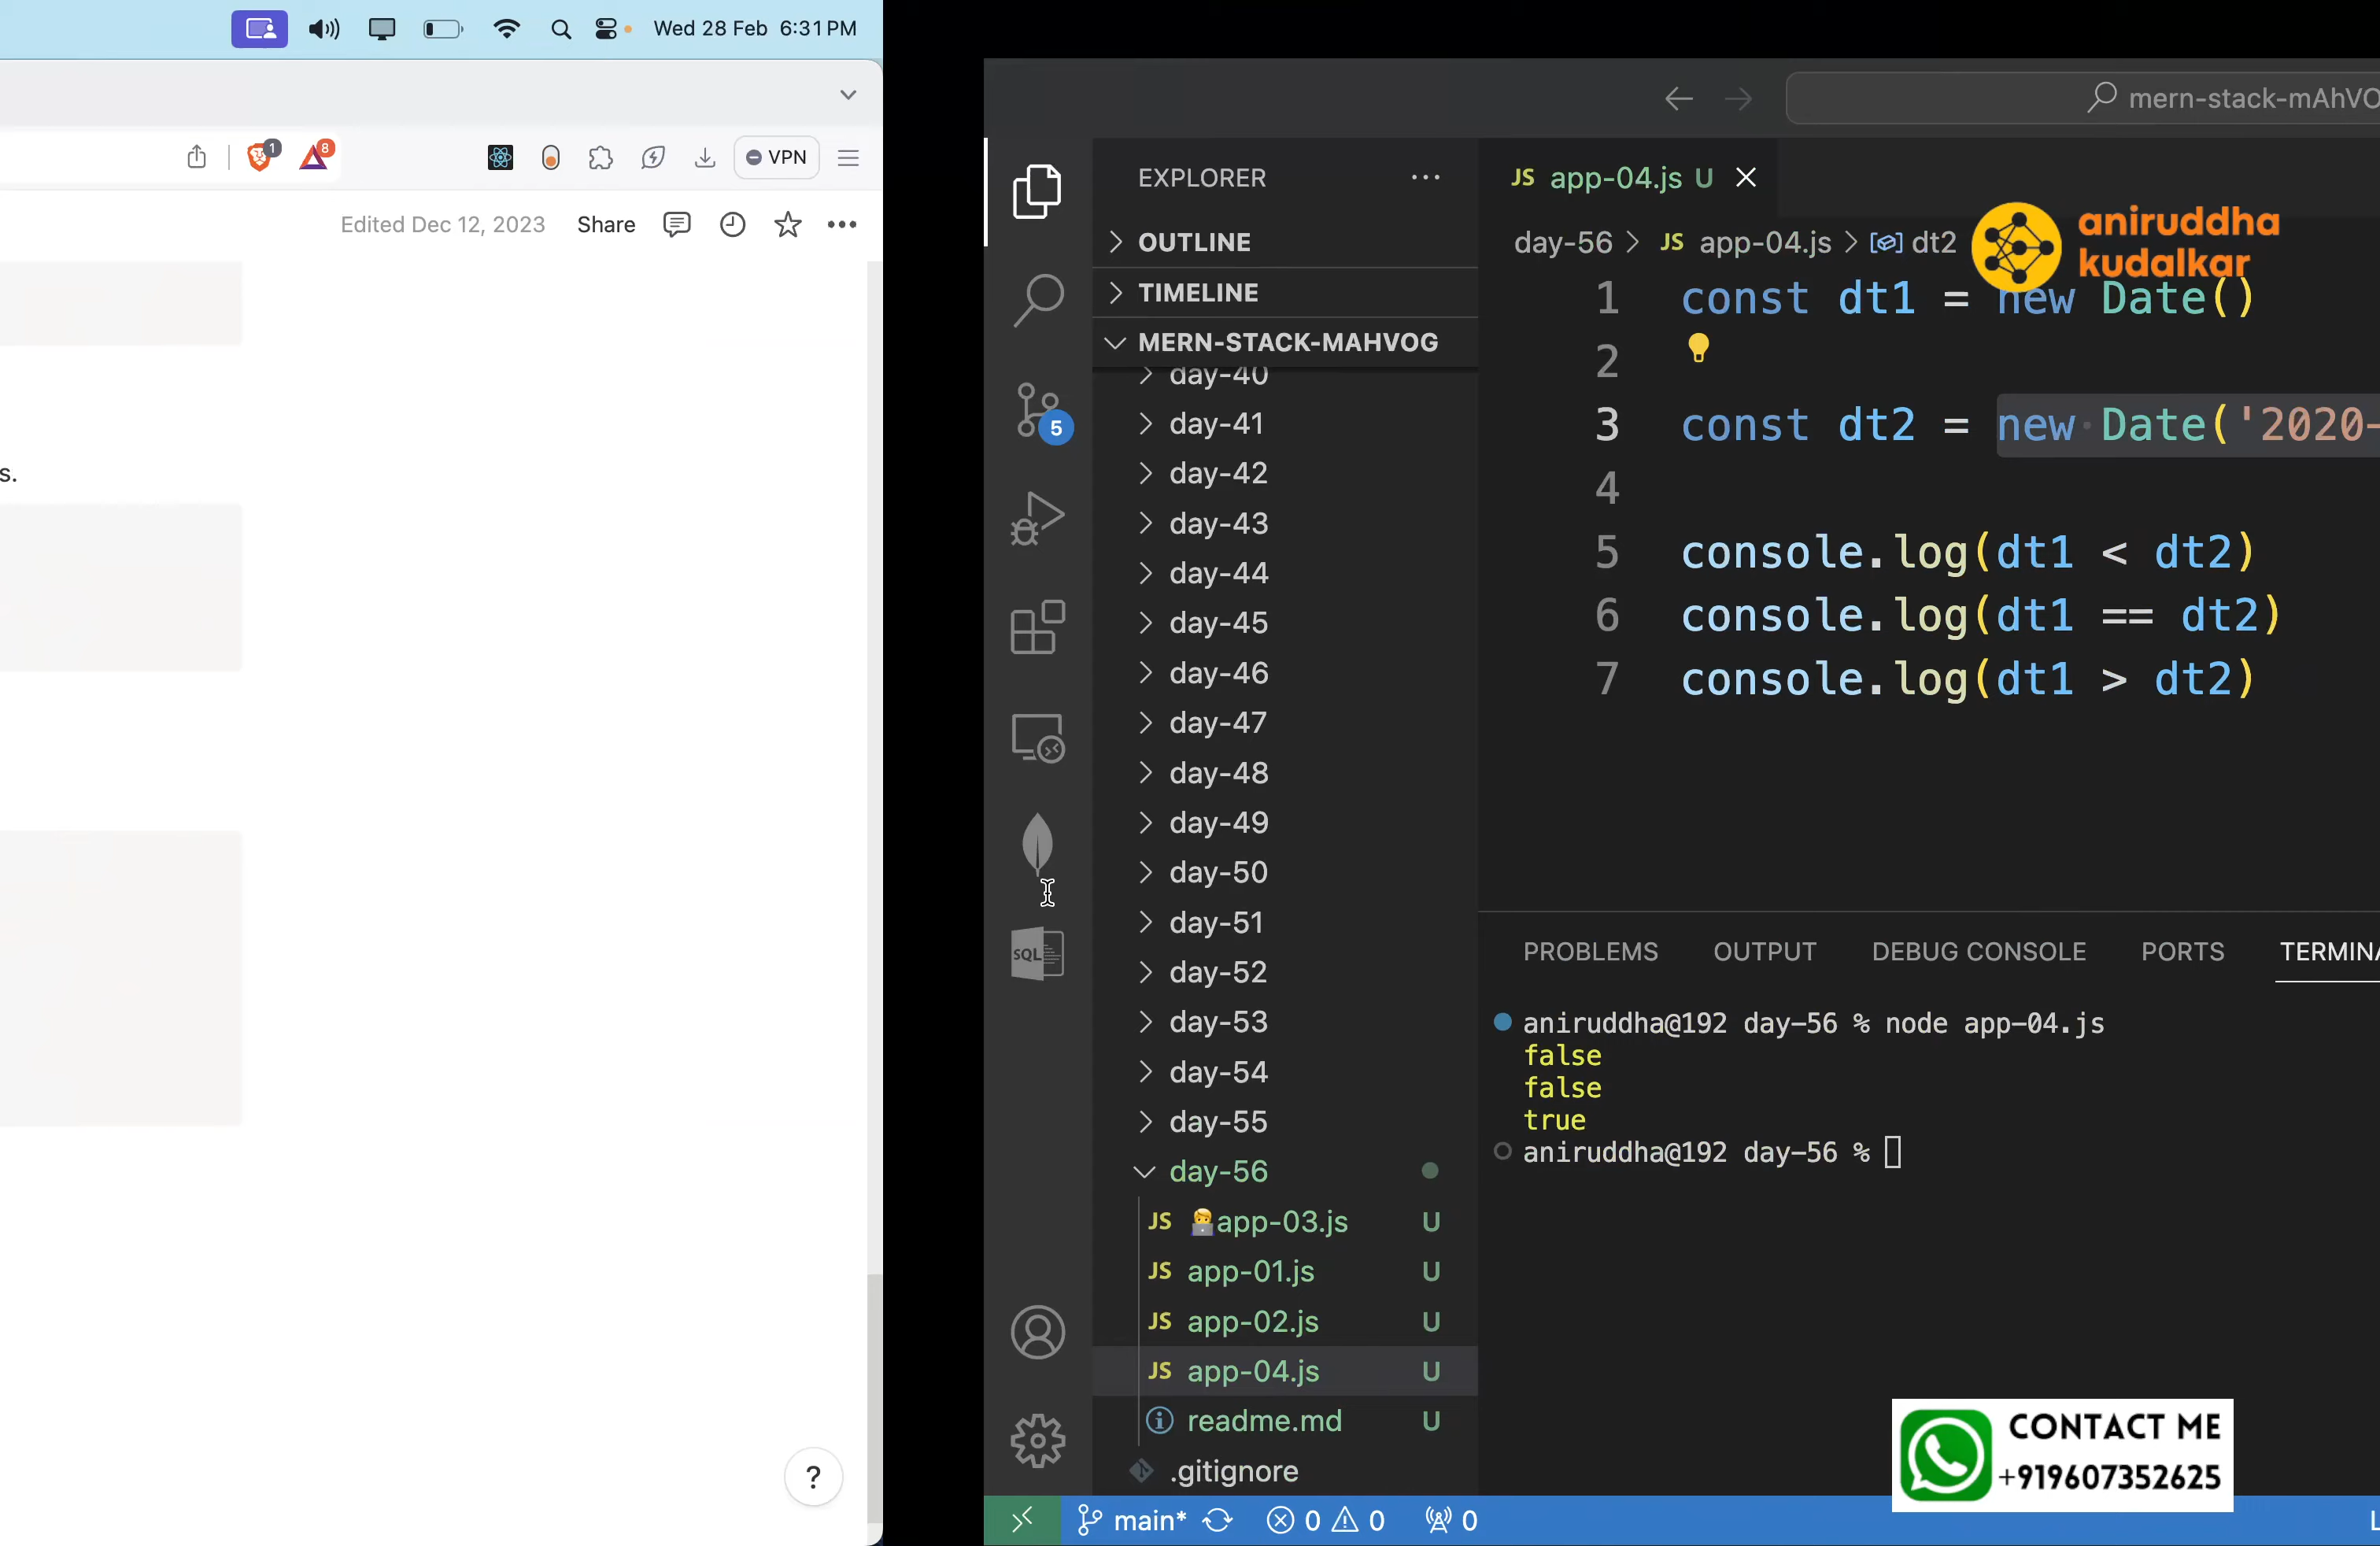 Wed 28 Feb 6:31 PM
1
8
VPN
Edited Dec 12, 2023
Share
s.
?
mern-stack-mAhVO
EXPLORER
OUTLINE
TIMELINE
MERN-STACK-MAHVOG
day-40
day-41
day-42
day-43
day-44
day-45
day-46
day-47
day-48
day-49
day-50
day-51
day-52
day-53
day-54
day-55
day-56
JS app-03.js U
JS app-01.js U
JS app-02.js U
JS app-04.js U
readme.md U
.gitignore
5
SQL
JS app-04.js U
day-56 > JS app-04.js > dt2
aniruddha
kudalkar
1 const dt1 = new Date()
2
3 const dt2 = new Date('2020-
4
5 console.log(dt1 < dt2)
6 console.log(dt1 == dt2)
7 console.log(dt1 > dt2)
PROBLEMS OUTPUT DEBUG CONSOLE PORTS TERMINA
aniruddha@192 day-56 % node app-04.js
false
false
true
aniruddha@192 day-56 %
CONTACT ME
+919607352625
main* 0 0 0